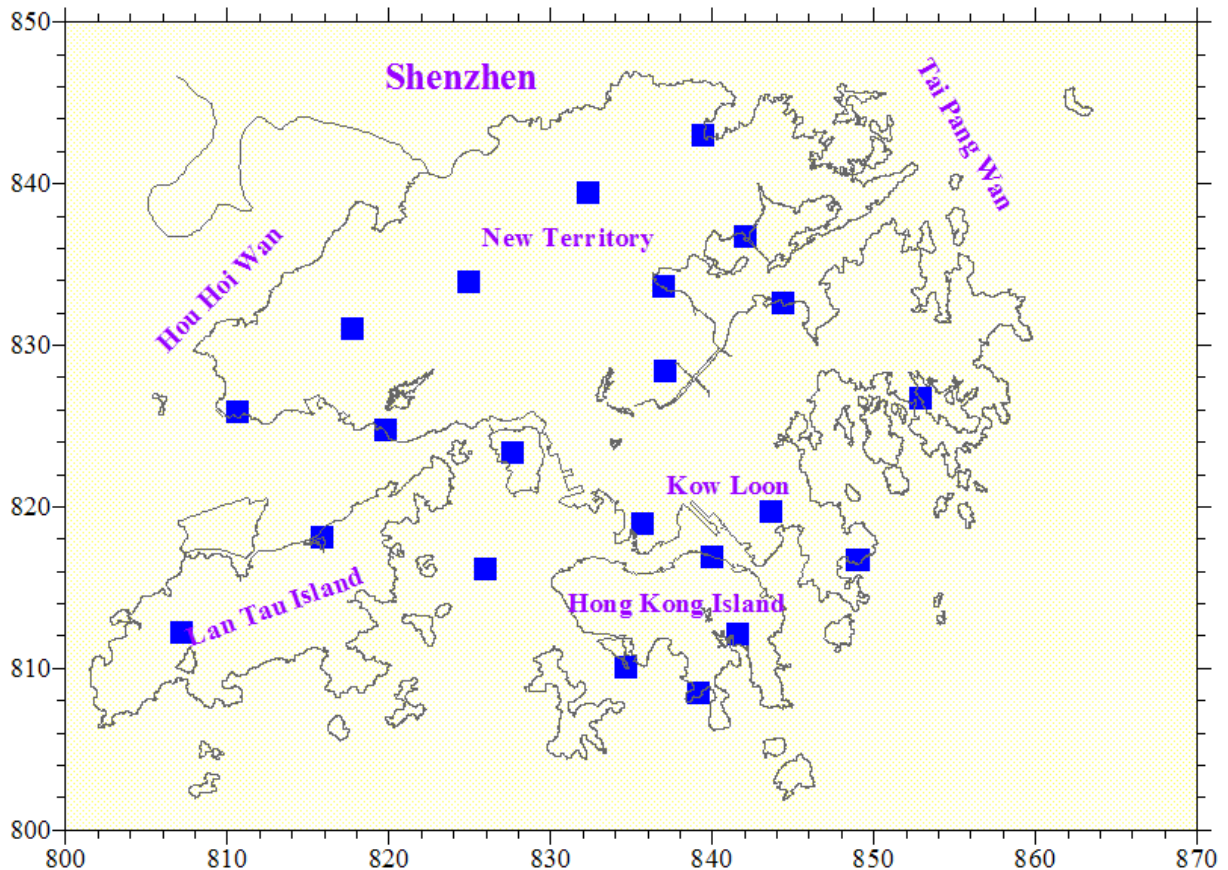 850
Shenzhen
Tai Pang Wan
840
New Territory
Hou Hoi Wan
830
Kow Loon
820
Lan Tau Island
Hong Kong Island
810
800
800 810 820 830 840 850 860 870